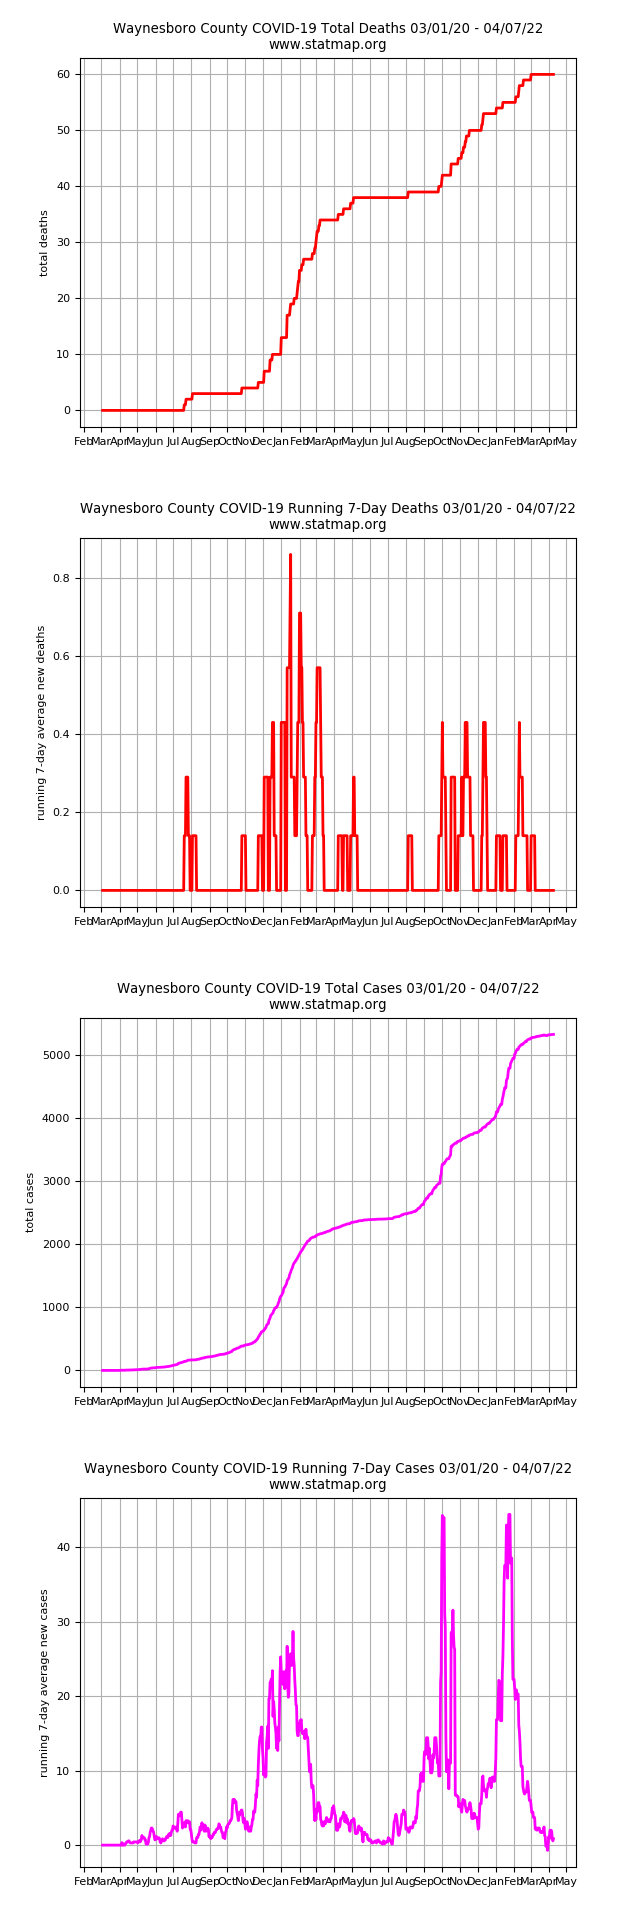 Waynesboro County COVID-19 Total Deaths 03/01/20 - 04/07/22
www.statmap.org
60
50
40
30
20
10
0
total deaths
Feb Mar Apr May Jun Jul Aug Sep Oct Nov Dec Jan Feb Mar Apr May Jun Jul Aug Sep Oct Nov Dec Jan Feb Mar Apr May
Waynesboro County COVID-19 Running 7-Day Deaths 03/01/20 - 04/07/22
www.statmap.org
0.8
0.6
0.4
0.2
0.0
running 7-day average new deaths
Feb Mar Apr May Jun Jul Aug Sep Oct Nov Dec Jan Feb Mar Apr May Jun Jul Aug Sep Oct Nov Dec Jan Feb Mar Apr May
Waynesboro County COVID-19 Total Cases 03/01/20 - 04/07/22
www.statmap.org
5000
4000
3000
2000
1000
0
total cases
Feb Mar Apr May Jun Jul Aug Sep Oct Nov Dec Jan Feb Mar Apr May Jun Jul Aug Sep Oct Nov Dec Jan Feb Mar Apr May
Waynesboro County COVID-19 Running 7-Day Cases 03/01/20 - 04/07/22
www.statmap.org
40
30
20
10
0
running 7-day average new cases
Feb Mar Apr May Jun Jul Aug Sep Oct Nov Dec Jan Feb Mar Apr May Jun Jul Aug Sep Oct Nov Dec Jan Feb Mar Apr May